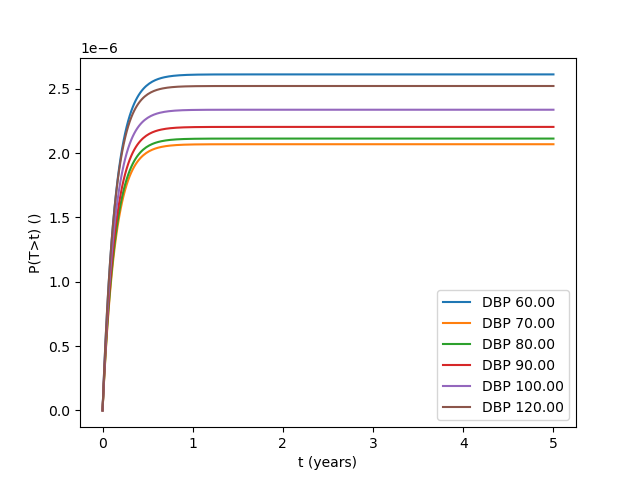 1e−6
2.5
2.0
1.5
1.0
0.5
0.0
P(T>t) ()
0
1
2
3
4
5
t (years)
DBP 60.00
DBP 70.00
DBP 80.00
DBP 90.00
DBP 100.00
DBP 120.00